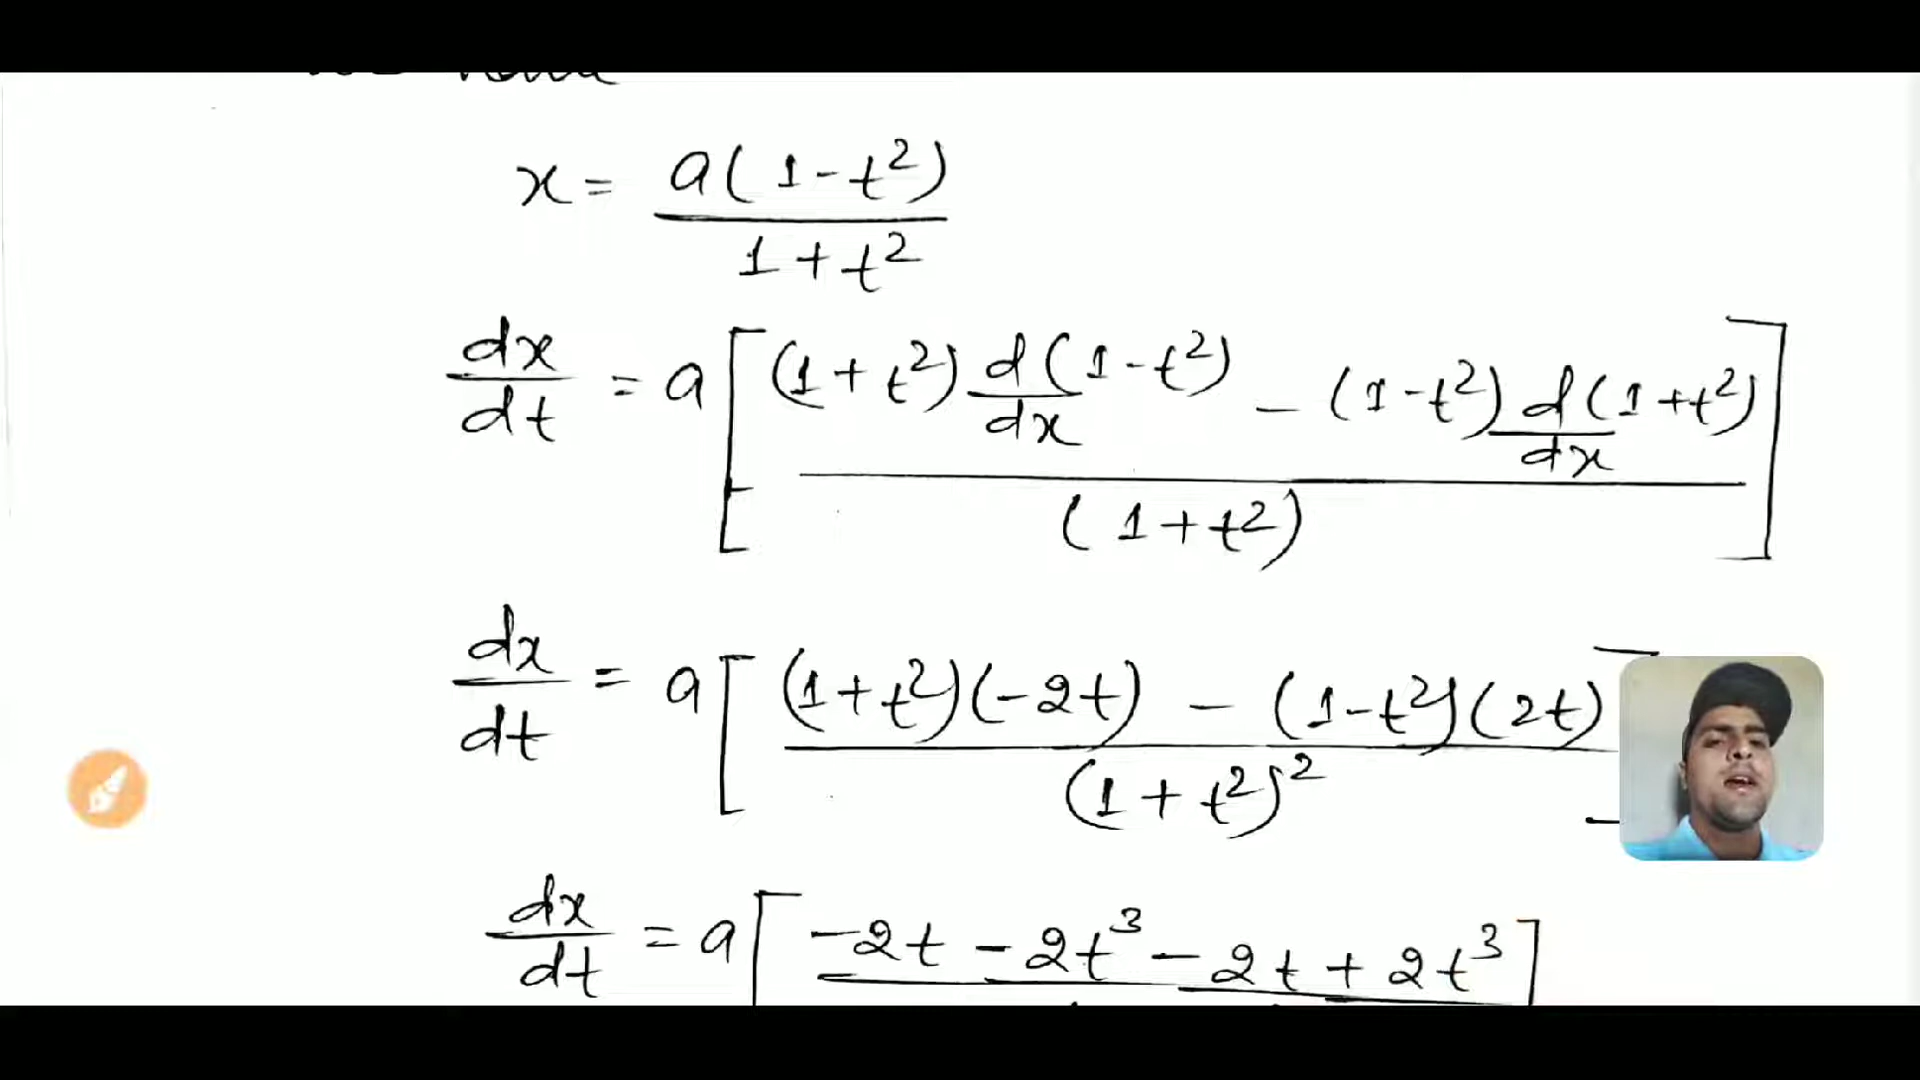 x = a(1-t²) / 1+t²
dx/dt = a[(1+t²) d/dx (1-t²) - (1-t²) d/dx (1+t²) / (1+t²)]
dx/dt = a[(1+t²)(-2t) - (1-t²)(2t) / (1+t²)²
dx/dt = a[-2t - 2t³ - 2t + 2t³]